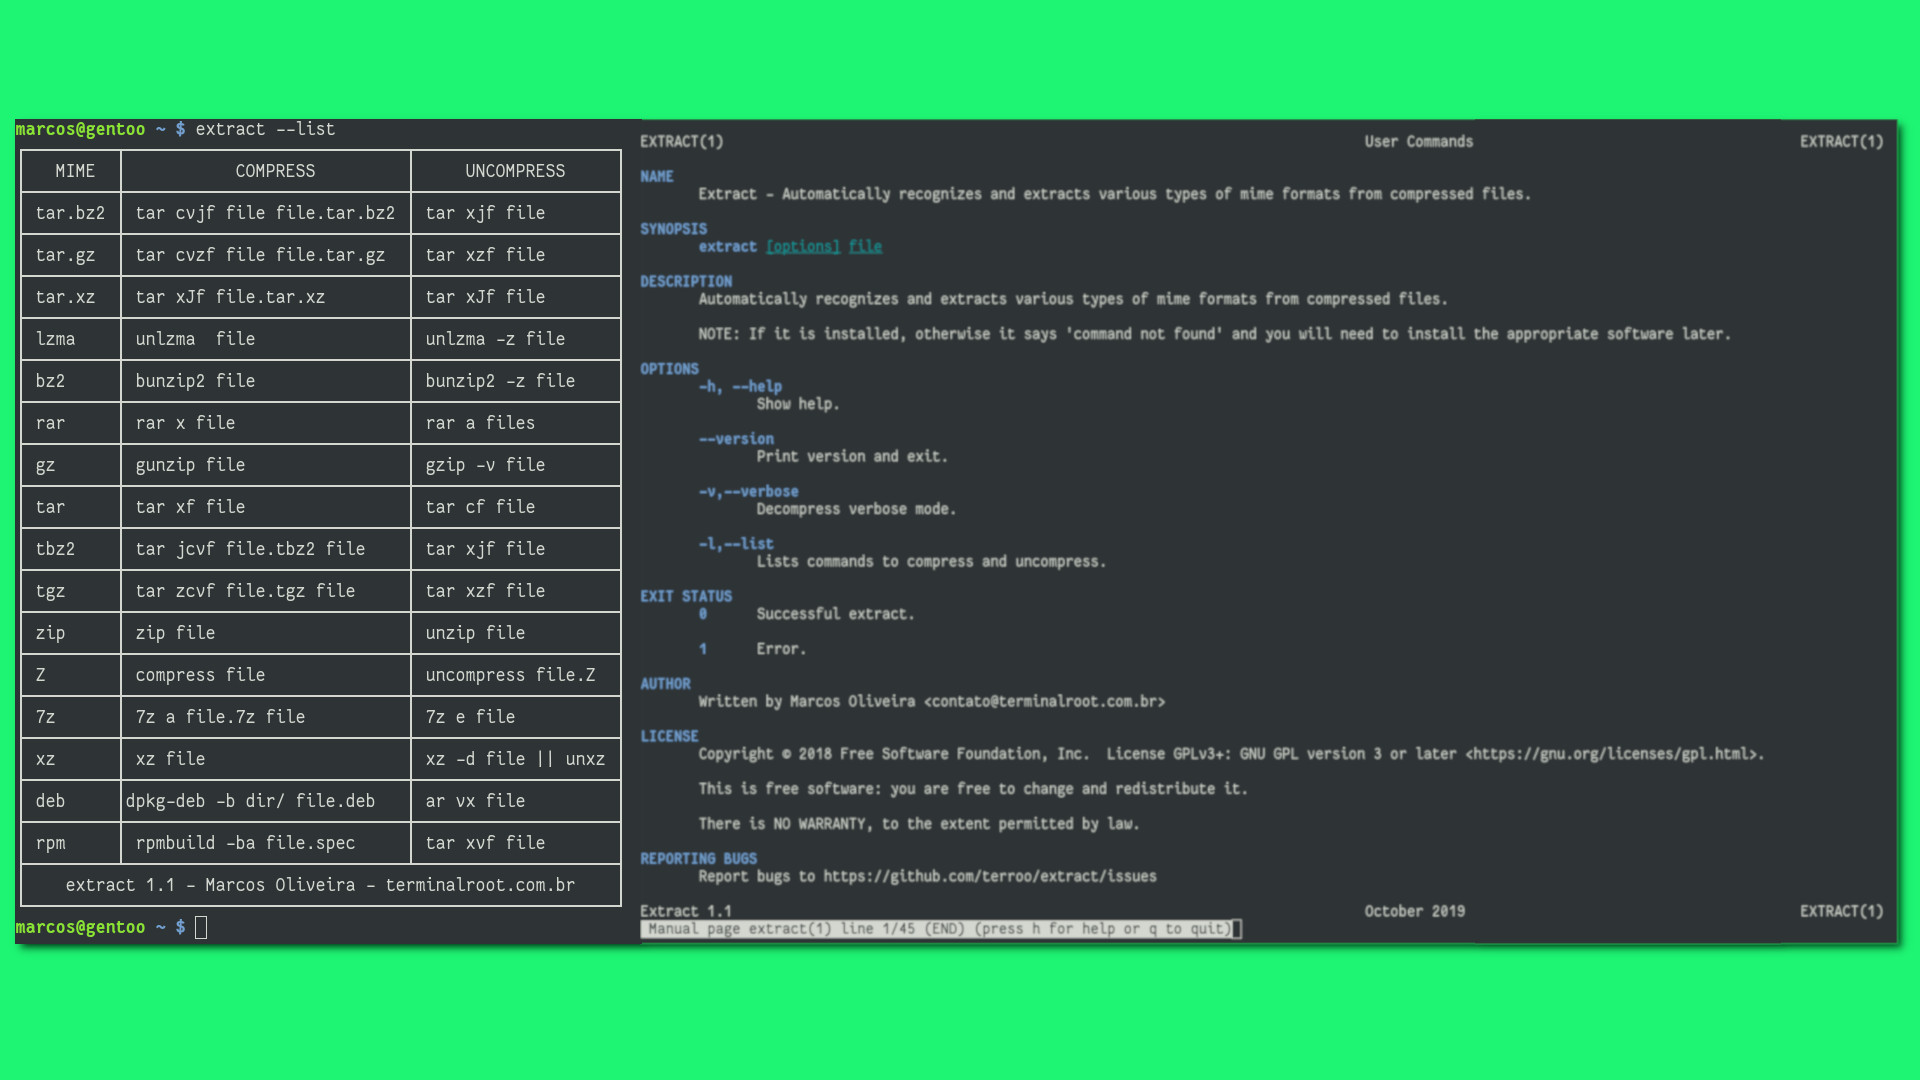 marcos@gentoo ~ $ extract --list
MIME COMPRESS UNCOMPRESS
tar.bz2 tar cvjf file file.tar.bz2 tar xjf file
tar.gz tar cvzf file file.tar.gz tar xzf file
tar.xz tar xJf file.tar.xz tar xJf file
lzma unlzma  file unlzma -z file
bz2 bunzip2 file bunzip2 -z file
rar rar x file rar a files
gz gunzip file gzip -v file
tar tar xf file tar cf file
tbz2 tar jcvf file.tbz2 file tar xjf file
tgz tar zcvf file.tgz file tar xzf file
zip zip file unzip file
Z compress file uncompress file.Z
7z 7z a file.7z file 7z e file
xz xz file xz -d file || unxz
deb dpkg-deb -b dir/ file.deb ar vx file
rpm rpmbuild -ba file.spec tar xvf file
extract 1.1 - Marcos Oliveira - terminalroot.com.br
marcos@gentoo ~ $
EXTRACT(1) User Commands EXTRACT(1)
NAME
Extract - Automatically recognizes and extracts various types of mime formats from compressed files.
SYNOPSIS
extract [options] file
DESCRIPTION
Automatically recognizes and extracts various types of mime formats from compressed files.
NOTE: If it is installed, otherwise it says 'command not found' and you will need to install the appropriate software later.
OPTIONS
-h, --help
Show help.
--version
Print version and exit.
-v,--verbose
Decompress verbose mode.
-l,--list
Lists commands to compress and uncompress.
EXIT STATUS
0 Successful extract.
1 Error.
AUTHOR
Written by Marcos Oliveira <contato@terminalroot.com.br>
LICENSE
Copyright © 2018 Free Software Foundation, Inc.  License GPLv3+: GNU GPL version 3 or later <https://gnu.org/licenses/gpl.html>.
This is free software: you are free to change and redistribute it.
There is NO WARRANTY, to the extent permitted by law.
REPORTING BUGS
Report bugs to https://github.com/terroo/extract/issues
Extract 1.1 October 2019 EXTRACT(1)
Manual page extract(1) line 1/45 (END) (press h for help or q to quit)